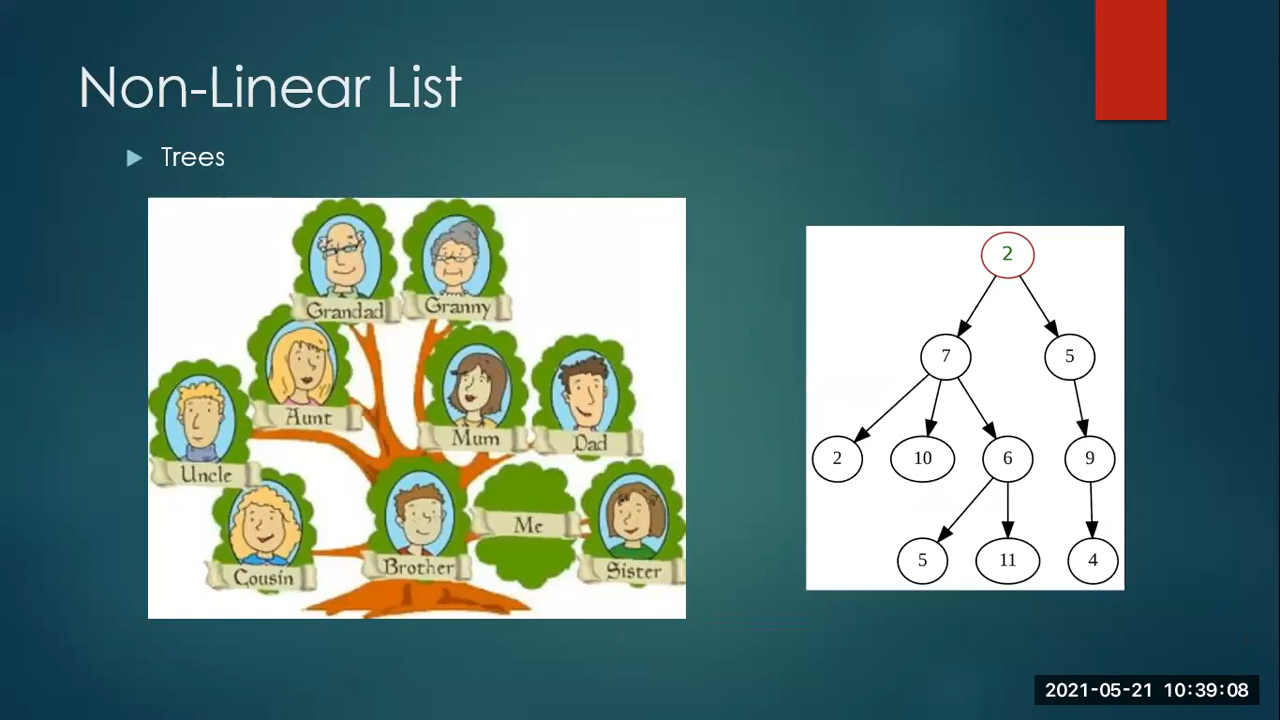 Non-Linear List
Trees
Grandad
Granny
Aunt
Mum
Dad
Uncle
Me
Cousin
Brother
Sister
2
7
5
2
10
6
9
5
11
4
2021-05-21 10:39:08